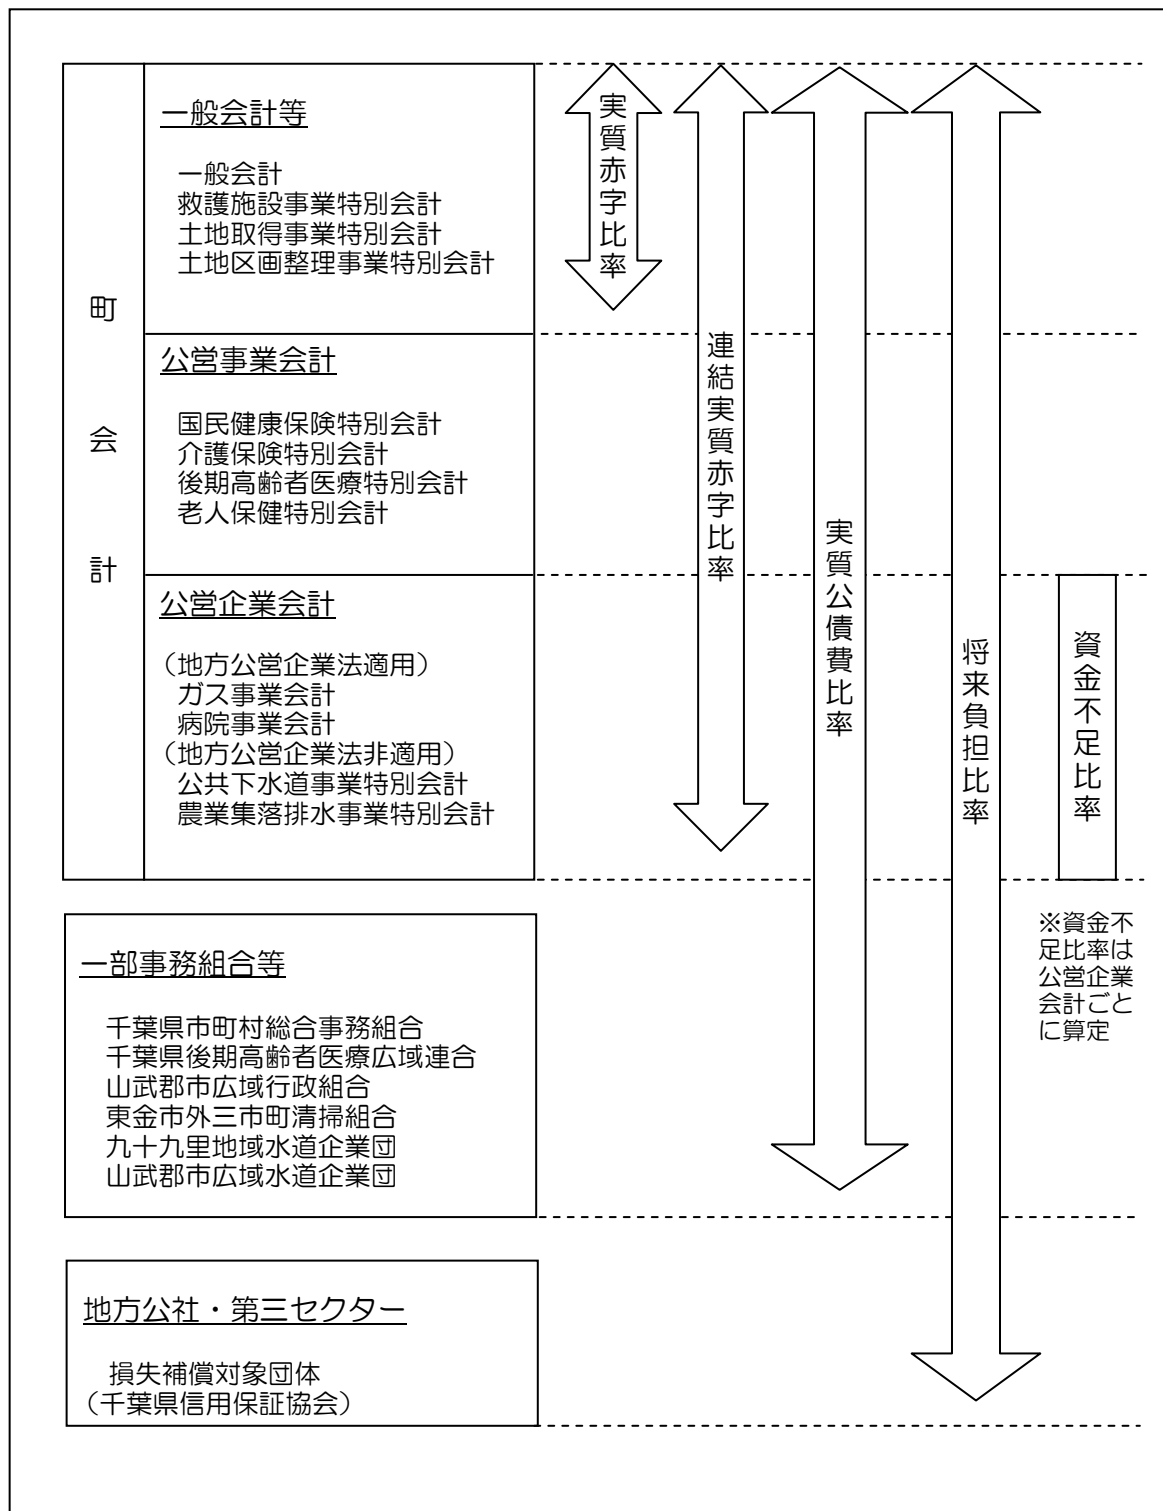 町会計
一般会計等
一般会計
救護施設事業特別会計
土地取得事業特別会計
土地区画整理事業特別会計
公営事業会計
国民健康保険特別会計
介護保険特別会計
後期高齢者医療特別会計
老人保健特別会計
公営企業会計
（地方公営企業法適用）
ガス事業会計
病院事業会計
（地方公営企業法非適用）
公共下水道事業特別会計
農業集落排水事業特別会計
一部事務組合等
千葉県市町村総合事務組合
千葉県後期高齢者医療広域連合
山武郡市広域行政組合
東金市外三市町清掃組合
九十九里地域水道企業団
山武郡市広域水道企業団
地方公社・第三セクター
損失補償対象団体
（千葉県信用保証協会）
実質赤字比率
連結実質赤字比率
実質公債費比率
将来負担比率
資金不足比率
※資金不
足比率は
公営企業
会計ごと
に算定